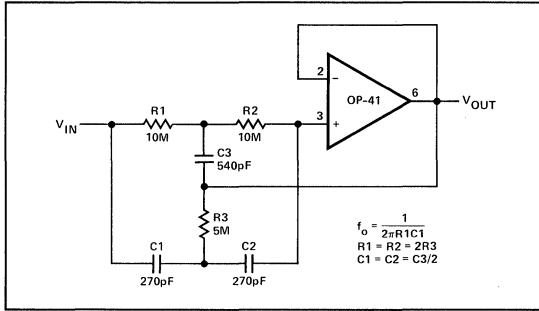 2
−
OP-41
6
V_OUT
3
+
V_IN
R1
10M
R2
10M
C3
540pF
R3
5M
C1
270pF
C2
270pF
f_o = 1 / 2πR1C1
R1 = R2 = 2R3
C1 = C2 = C3/2